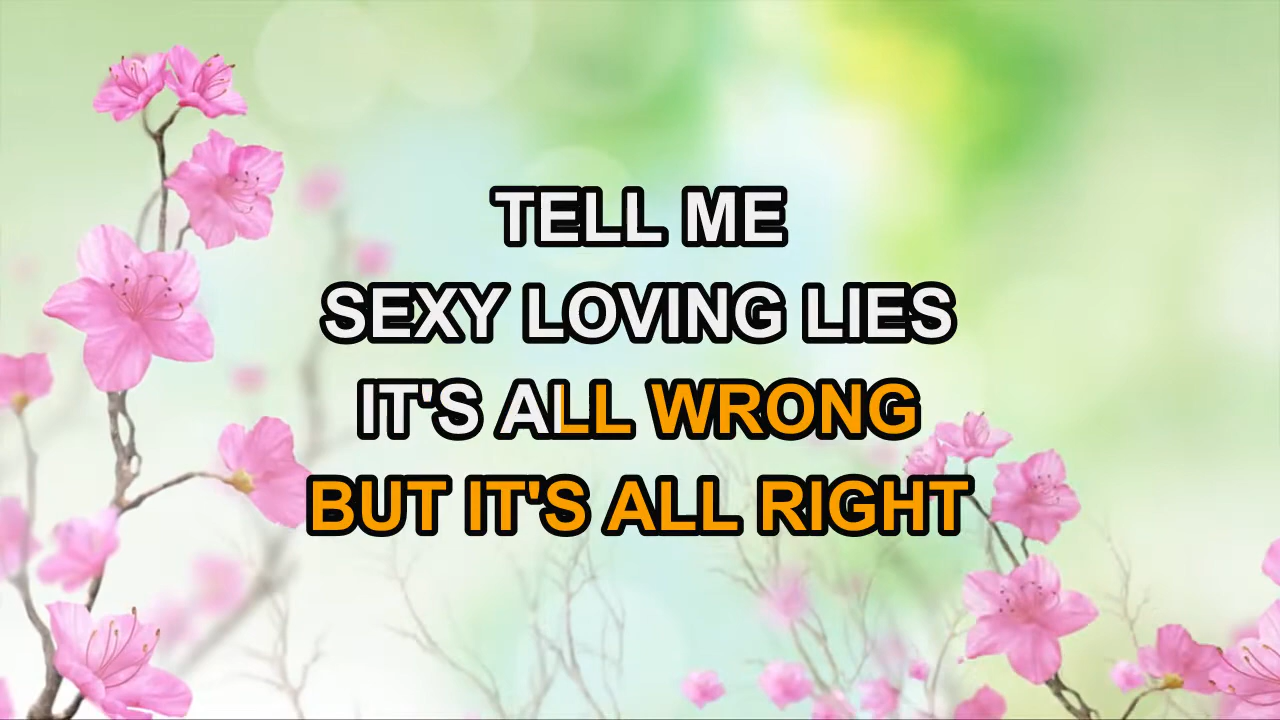 TELL ME
SEXY LOVING LIES
IT'S ALL WRONG
BUT IT'S ALL RIGHT